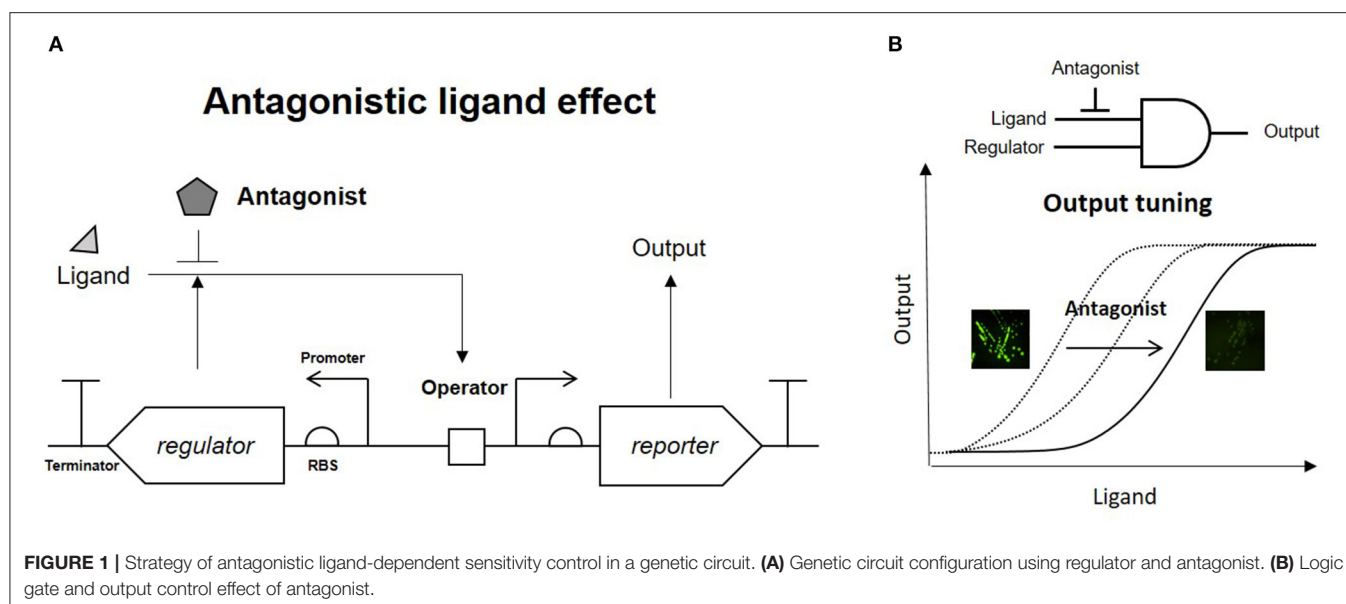 A
Antagonistic ligand effect
Antagonist
Ligand
Output
Promoter
Operator
regulator
reporter
Terminator
RBS
B
Antagonist
Ligand
Regulator
Output
Output tuning
Output
Antagonist
Ligand
FIGURE 1 | Strategy of antagonistic ligand-dependent sensitivity control in a genetic circuit. (A) Genetic circuit configuration using regulator and antagonist. (B) Logic
gate and output control effect of antagonist.